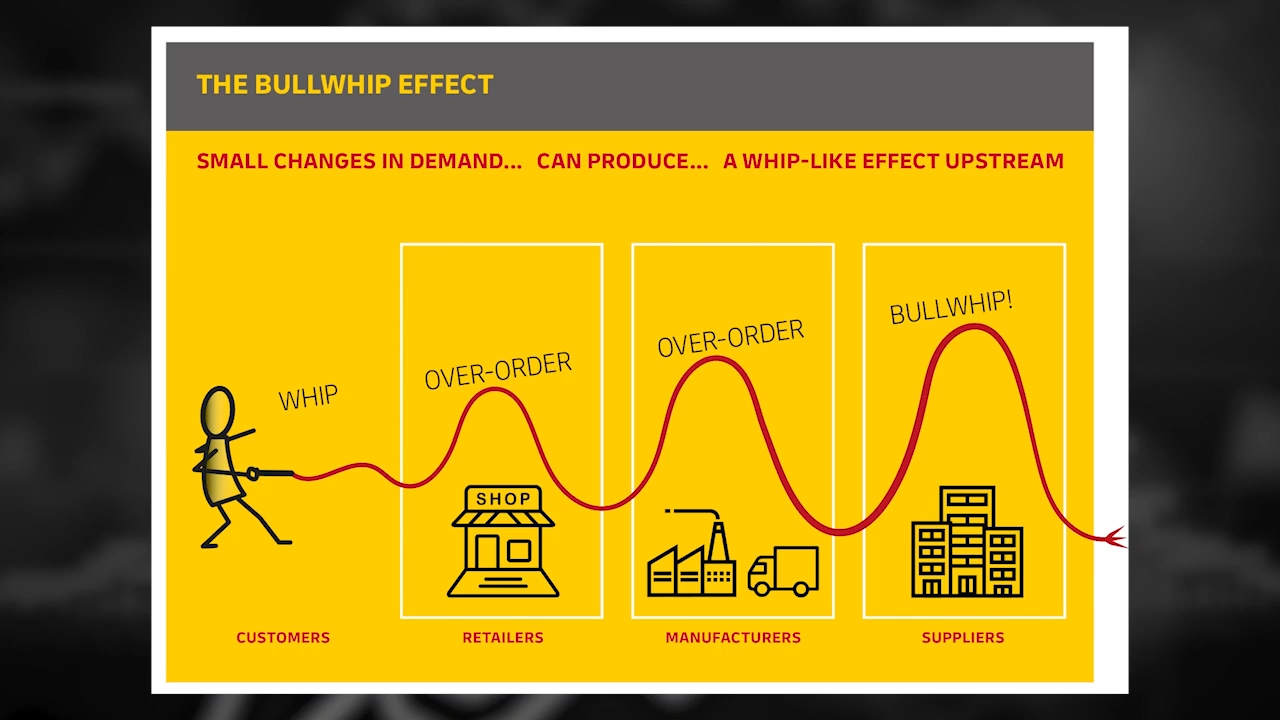 THE BULLWHIP EFFECT
SMALL CHANGES IN DEMAND... CAN PRODUCE... A WHIP-LIKE EFFECT UPSTREAM
WHIP
OVER-ORDER
OVER-ORDER
BULLWHIP!
SHOP
CUSTOMERS
RETAILERS
MANUFACTURERS
SUPPLIERS